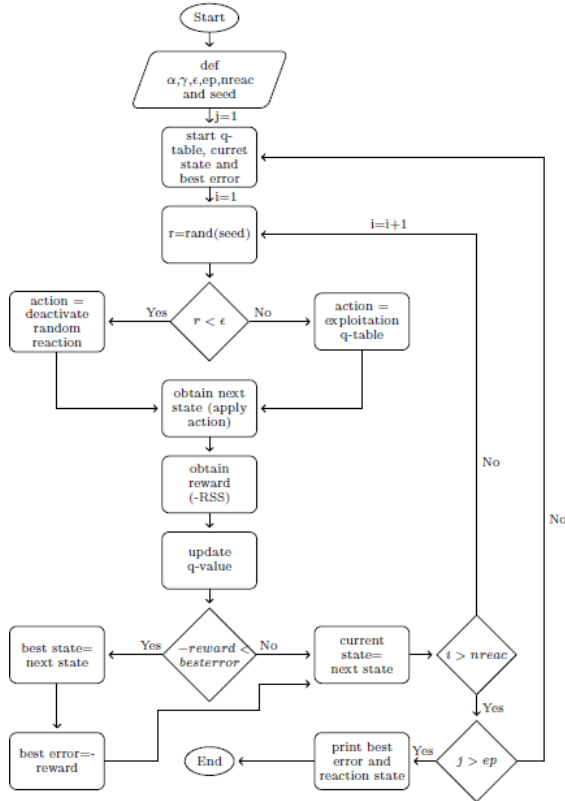 Start
def
α,γ,ϵ,ep,nreac
and seed
j=1
start q-
table, curret
state and
best error
i=1
r=rand(seed)
i=i+1
action =
deactivate
random
reaction
Yes
r < ϵ
No
action =
exploitation
q-table
obtain next
state (apply
action)
obtain
reward
(-RSS)
No
No
update
q-value
best state=
next state
Yes
−reward <
besterror
No
current
state=
next state
i > nreac
Yes
best error=-
reward
End
print best
error and
reaction state
Yes
j > ep